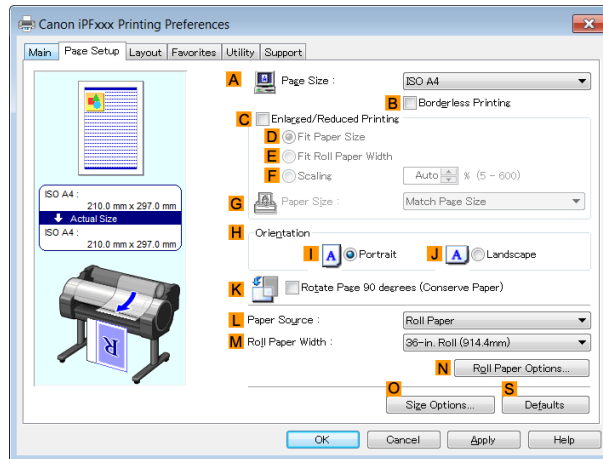 Canon iPFxxx Printing Preferences
Main Page Setup Layout Favorites Utility Support
A Page Size : ISO A4
B Borderless Printing
C Enlarged/Reduced Printing
D Fit Paper Size
E Fit Roll Paper Width
F Scaling Auto % (5 - 600)
G Paper Size : Match Page Size
ISO A4 :
210.0 mm x 297.0 mm
Actual Size
ISO A4 :
210.0 mm x 297.0 mm
H Orientation
I A Portrait J A Landscape
K Rotate Page 90 degrees (Conserve Paper)
R
L Paper Source : Roll Paper
M Roll Paper Width : 36-in. Roll (914.4mm)
N Roll Paper Options...
O S
Size Options... Defaults
OK Cancel Apply Help